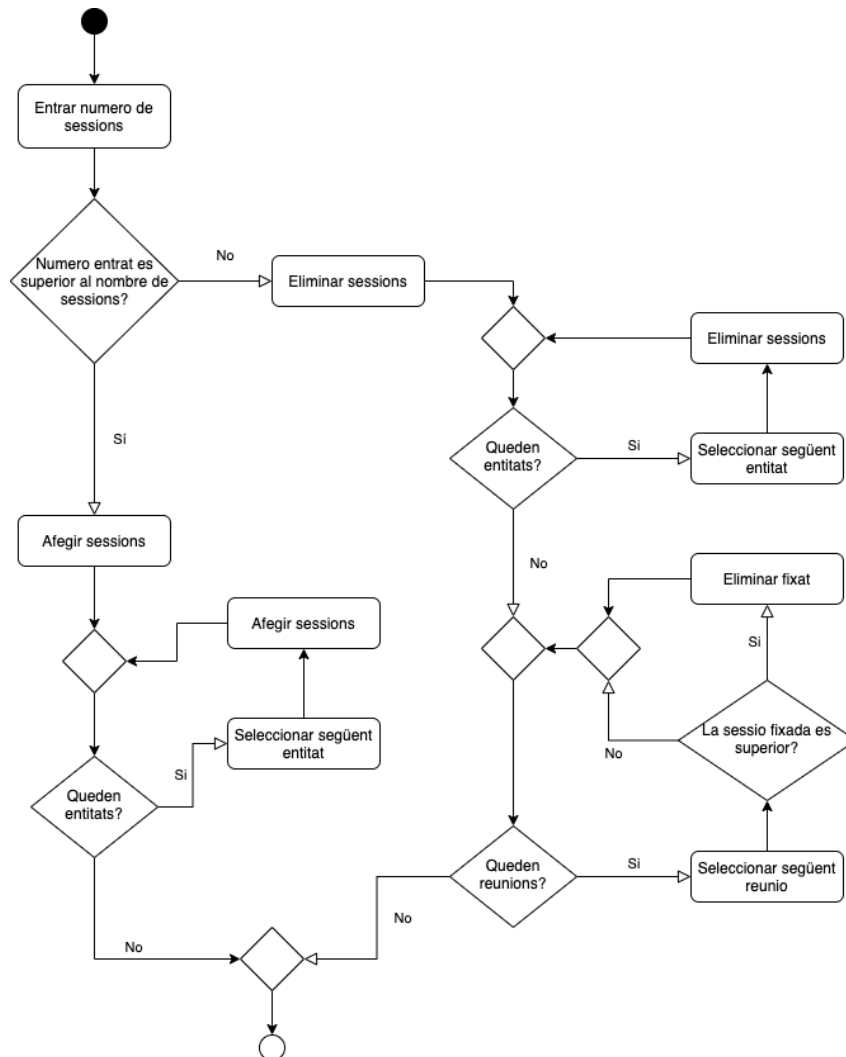 Entrar numero de
sessions
Numero entrat es
superior al nombre de
sessions?
No
Eliminar sessions
Eliminar sessions
Queden
entitats?
Si
Seleccionar següent
entitat
Sí
No
Afegir sessions
Eliminar fixat
Afegir sessions
Si
La sessio fixada es
superior?
No
Seleccionar següent
entitat
Si
Queden
entitats?
Queden
reunions?
Si
Seleccionar següent
reunio
No
No